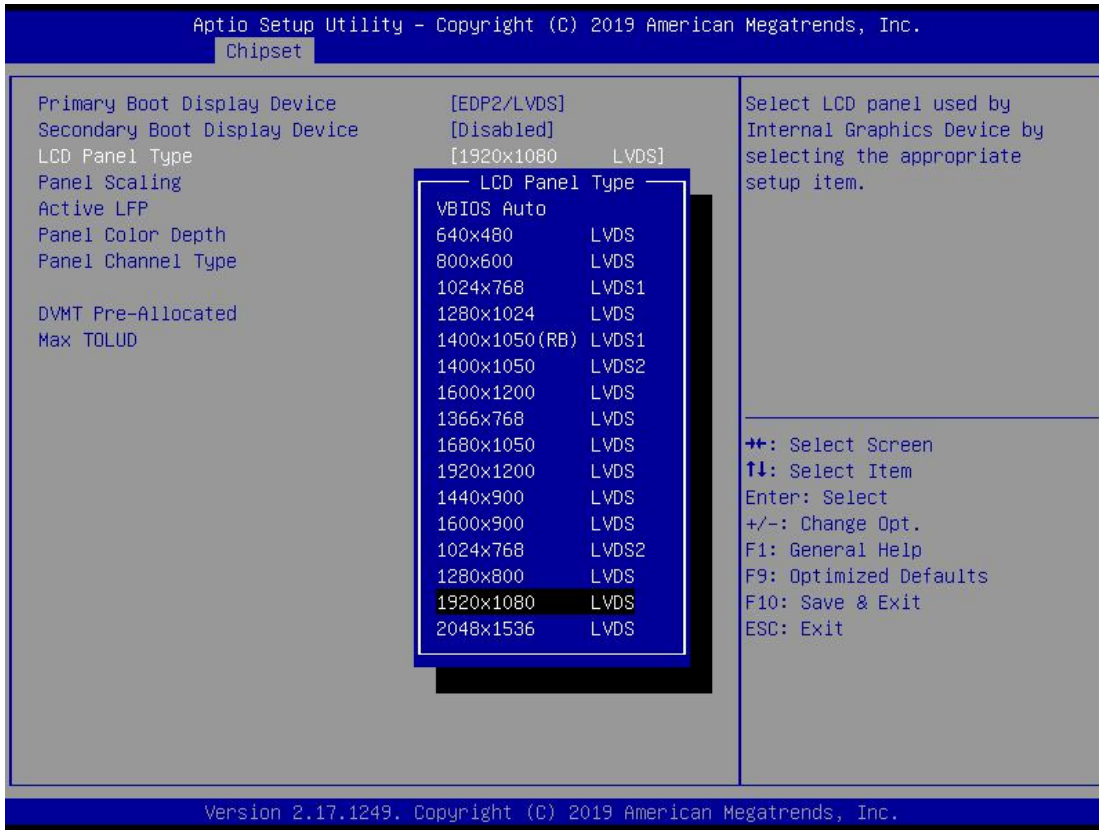 Aptio Setup Utility – Copyright (C) 2019 American Megatrends, Inc.
Chipset
Primary Boot Display Device [EDP2/LVDS]
Secondary Boot Display Device [Disabled]
LCD Panel Type [1920x1080 LVDS]
Panel Scaling
Active LFP
Panel Color Depth
Panel Channel Type
DVMT Pre-Allocated
Max TOLUD
LCD Panel Type
VBIOS Auto
640x480 LVDS
800x600 LVDS
1024x768 LVDS1
1280x1024 LVDS
1400x1050(RB) LVDS1
1400x1050 LVDS2
1600x1200 LVDS
1366x768 LVDS
1680x1050 LVDS
1920x1200 LVDS
1440x900 LVDS
1600x900 LVDS
1024x768 LVDS2
1280x800 LVDS
1920x1080 LVDS
2048x1536 LVDS
Select LCD panel used by
Internal Graphics Device by
selecting the appropriate
setup item.
→←: Select Screen
↑↓: Select Item
Enter: Select
+/-: Change Opt.
F1: General Help
F9: Optimized Defaults
F10: Save & Exit
ESC: Exit
Version 2.17.1249. Copyright (C) 2019 American Megatrends, Inc.